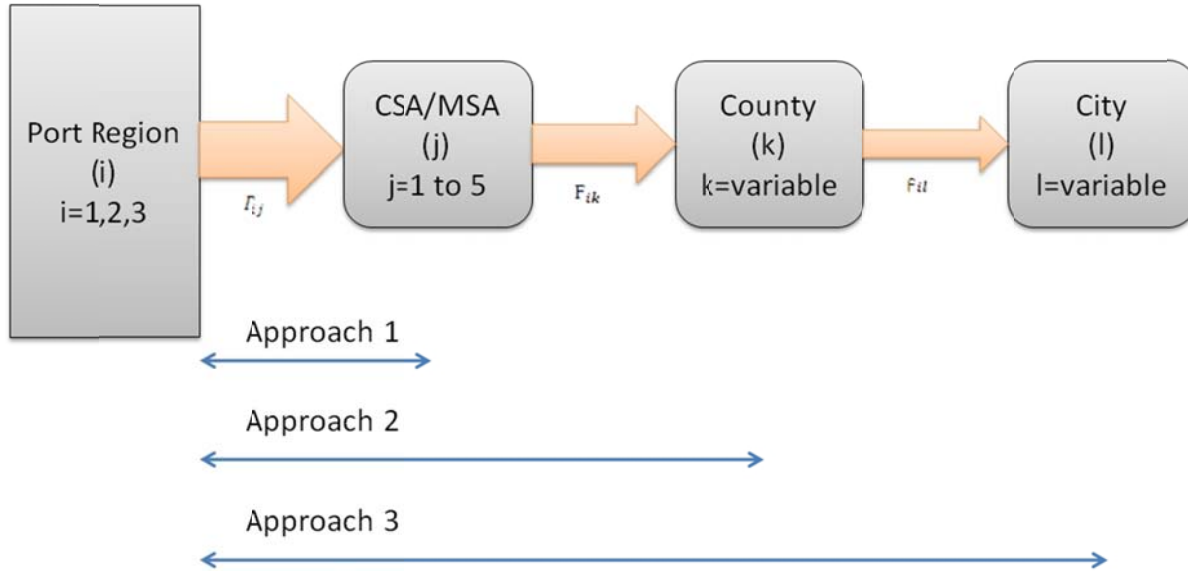 Port Region
(i)
i=1,2,3
CSA/MSA
(j)
j=1 to 5
County
(k)
k=variable
City
(l)
l=variable
F_ik
Approach 1
Approach 2
Approach 3